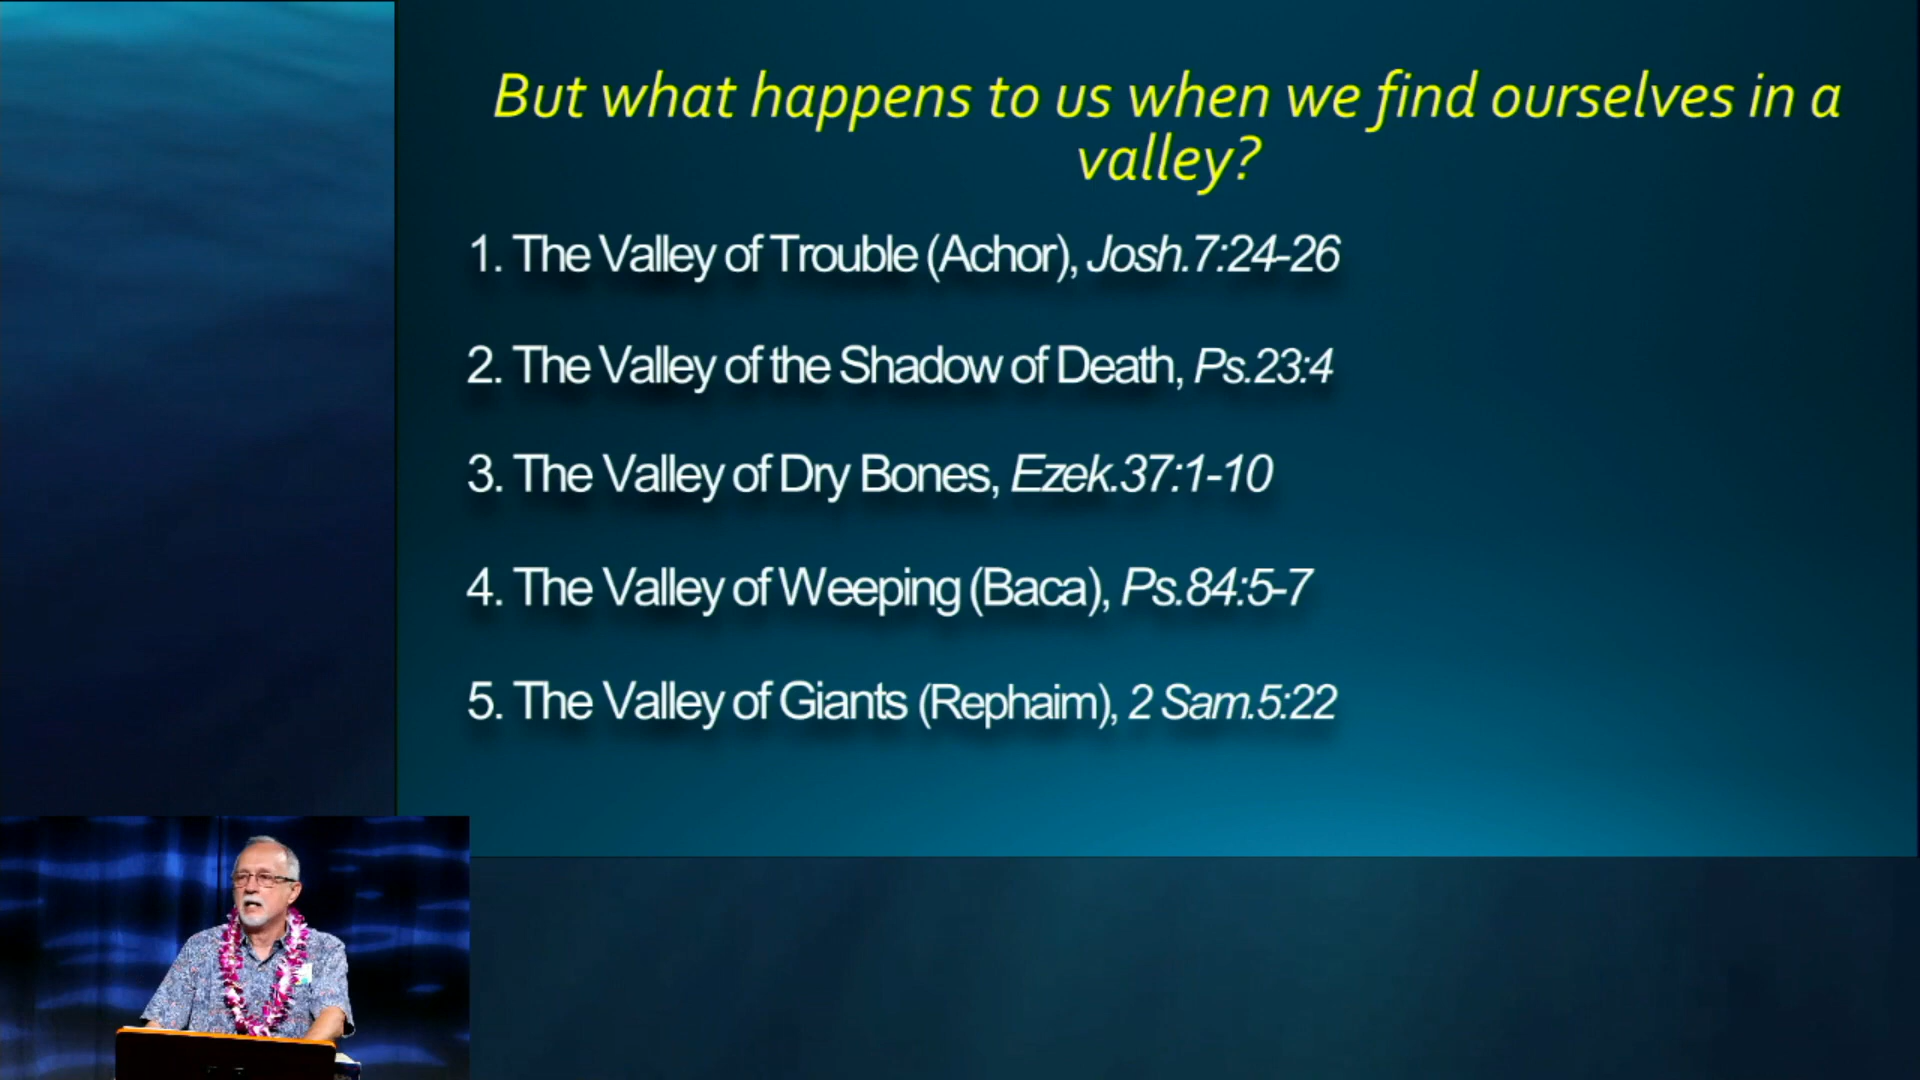 But what happens to us when we find ourselves in a
valley?
1. The Valley of Trouble (Achor), Josh.7:24-26
2. The Valley of the Shadow of Death, Ps.23:4
3. The Valley of Dry Bones, Ezek.37:1-10
4. The Valley of Weeping (Baca), Ps.84:5-7
5. The Valley of Giants (Rephaim), 2 Sam.5:22